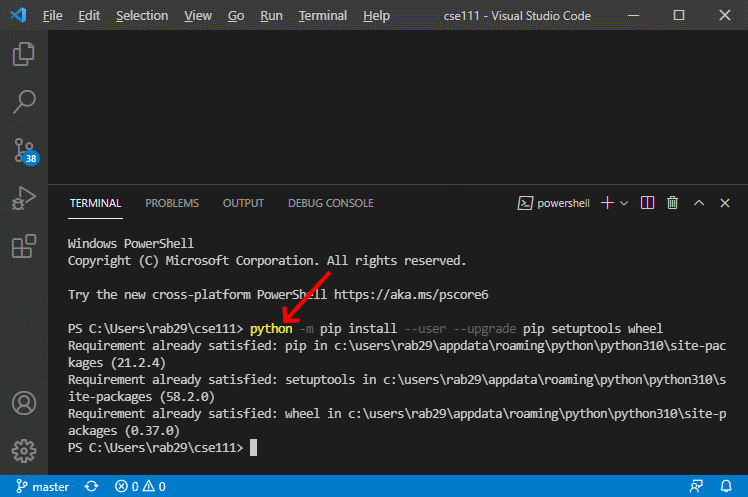 File Edit Selection View Go Run Terminal Help cse111 - Visual Studio Code
38
TERMINAL PROBLEMS OUTPUT DEBUG CONSOLE powershell
Windows PowerShell
Copyright (C) Microsoft Corporation. All rights reserved.
Try the new cross-platform PowerShell https://aka.ms/pscore6
PS C:\Users\rab29\cse111> python -m pip install --user --upgrade pip setuptools wheel
Requirement already satisfied: pip in c:\users\rab29\appdata\roaming\python\python310\site-pac
kages (21.2.4)
Requirement already satisfied: setuptools in c:\users\rab29\appdata\roaming\python\python310\s
ite-packages (58.2.0)
Requirement already satisfied: wheel in c:\users\rab29\appdata\roaming\python\python310\site-p
ackages (0.37.0)
PS C:\Users\rab29\cse111>
master 0 0